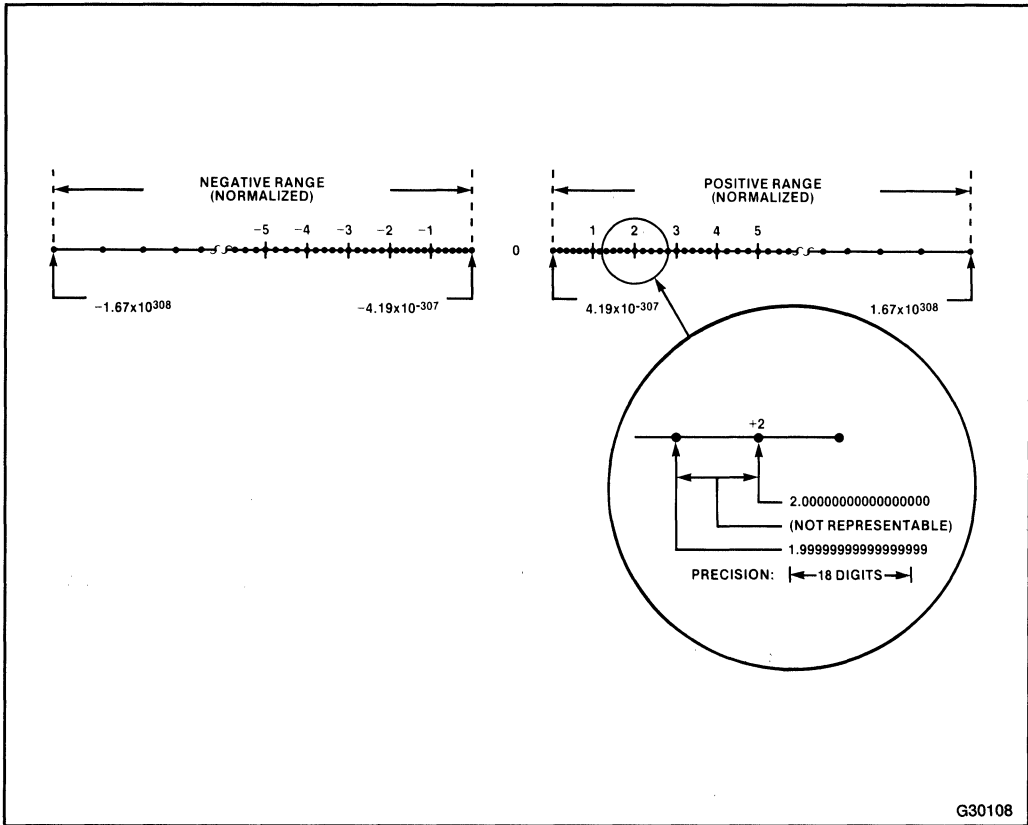 NEGATIVE RANGE
(NORMALIZED)
POSITIVE RANGE
(NORMALIZED)
-5 -4 -3 -2 -1 0 1 2 3 4 5
-1.67x10³⁰⁸ -4.19x10⁻³⁰⁷ 4.19x10⁻³⁰⁷ 1.67x10³⁰⁸
+2
2.00000000000000000
(NOT REPRESENTABLE)
1.99999999999999999
PRECISION: 18 DIGITS
G30108